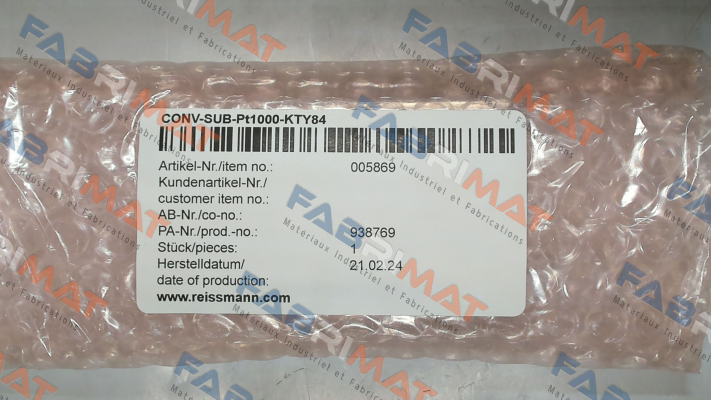 CONV-SUB-Pt1000-KTY84
Artikel-Nr./item no.: 005869
Kundenartikel-Nr./
customer item no.:
AB-Nr./co-no.:
PA-Nr./prod.-no.: 938769
Stück/pieces: 1
Herstelldatum/ 21.02.24
date of production:
www.reissmann.com
FABRIMAT
Materiaux Industriel et Fabrications